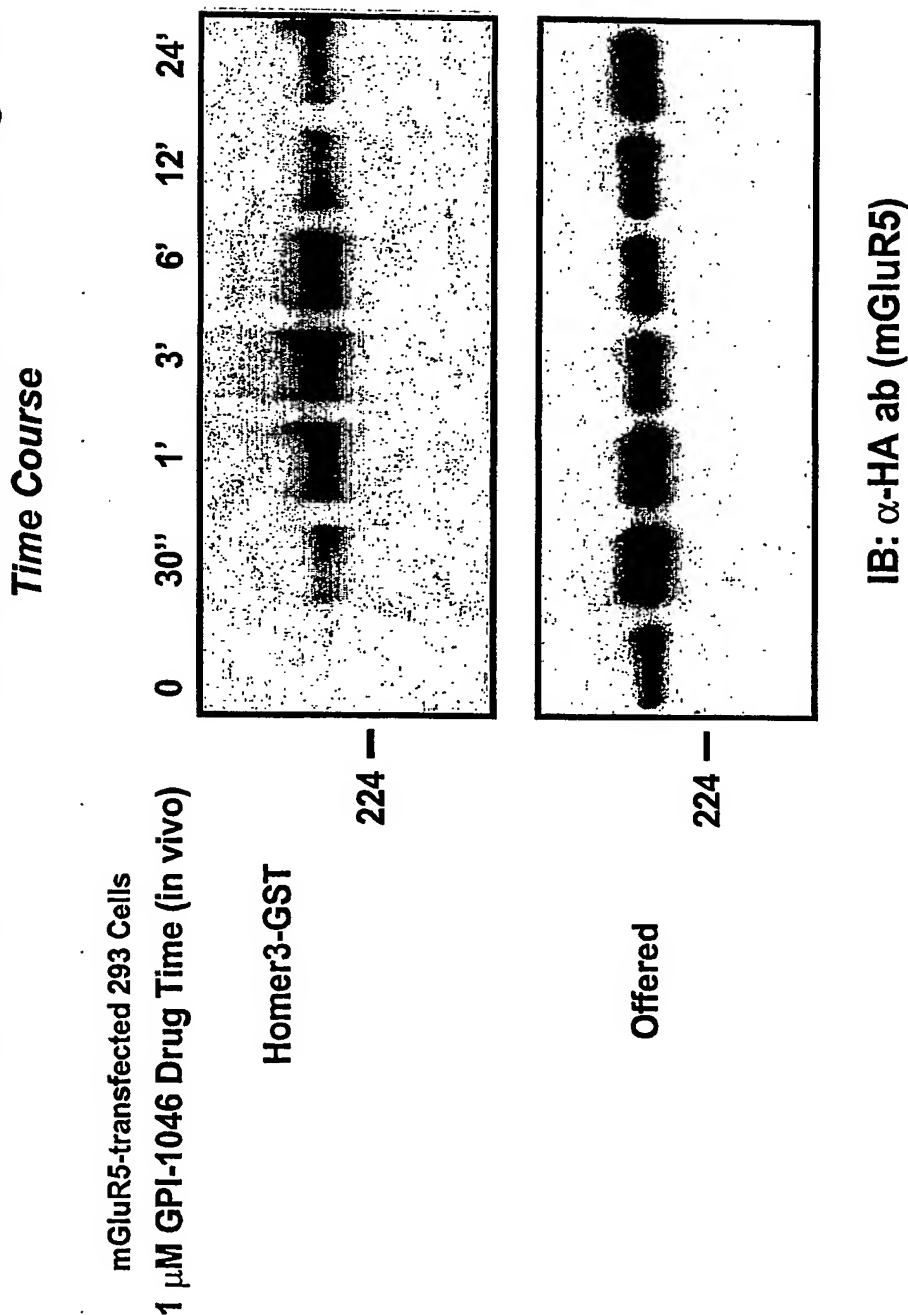 Time Course
mGluR5-transfected 293 Cells
1 μM GPI-1046 Drug Time (in vivo)
0 30" 1' 3' 6' 12' 24'
Homer3-GST
224 –
Offered
224 –
IB: α-HA ab (mGluR5)